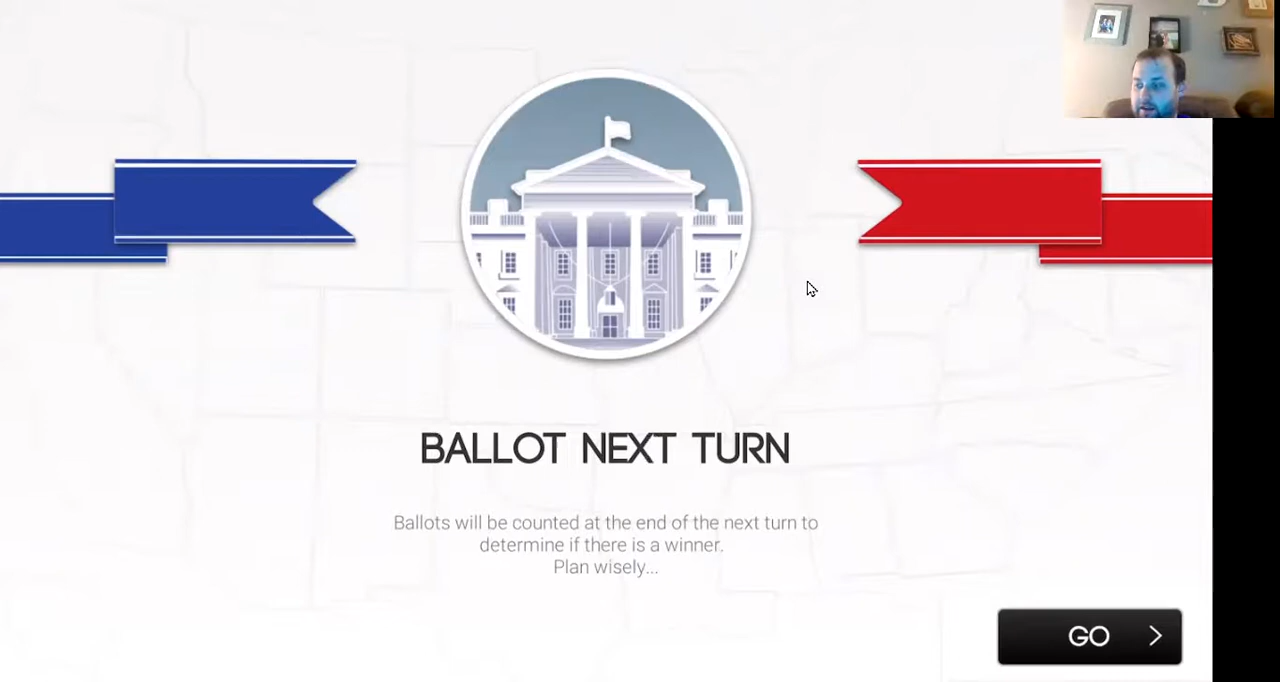 BALLOT NEXT TURN
Ballots will be counted at the end of the next turn to
determine if there is a winner.
Plan wisely...
GO